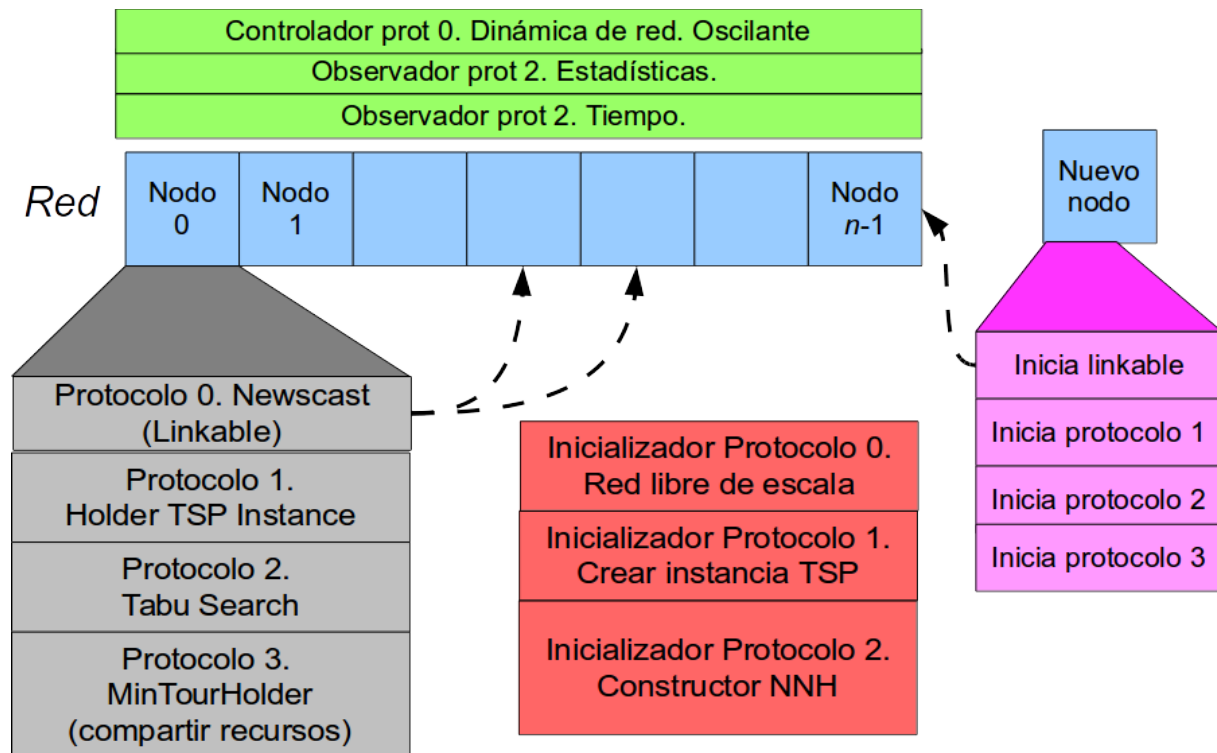 Controlador prot 0. Dinámica de red. Oscilante
Observador prot 2. Estadísticas.
Observador prot 2. Tiempo.
Red
Nodo
0
Nodo
1
Nodo
n-1
Nuevo
nodo
Protocolo 0. Newscast
(Linkable)
Protocolo 1.
Holder TSP Instance
Protocolo 2.
Tabu Search
Protocolo 3.
MinTourHolder
(compartir recursos)
Inicializador Protocolo 0.
Red libre de escala
Inicializador Protocolo 1.
Crear instancia TSP
Inicializador Protocolo 2.
Constructor NNH
Inicia linkable
Inicia protocolo 1
Inicia protocolo 2
Inicia protocolo 3